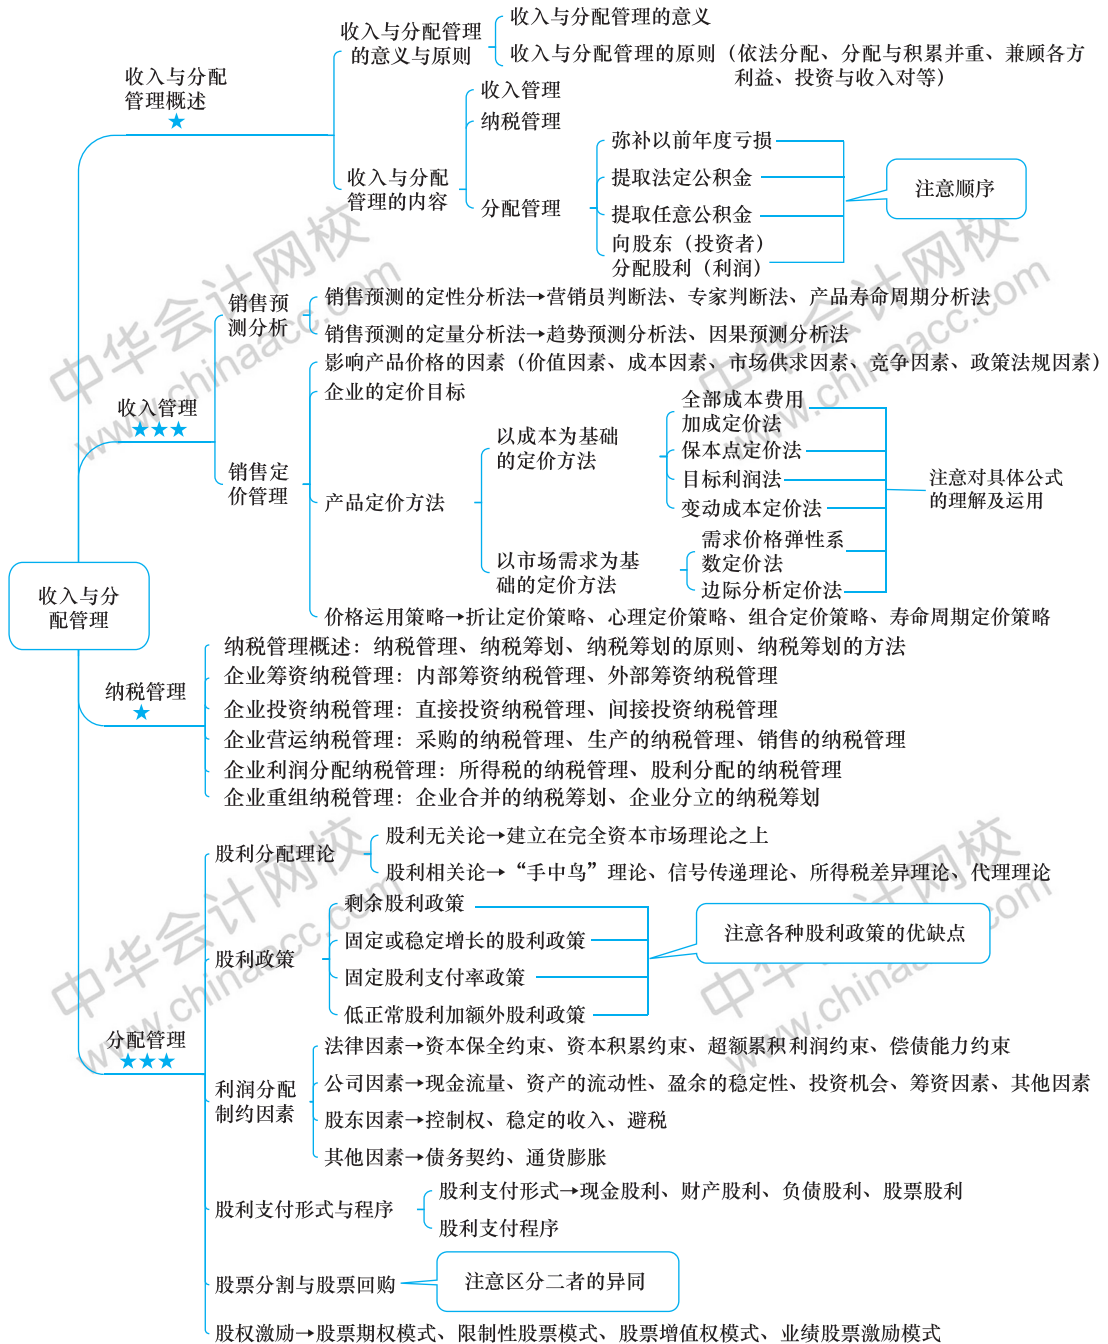 收入与分配管理
收入与分配
管理概述
★
收入与分配管理
的意义与原则
收入与分配管理的意义
收入与分配管理的原则（依法分配、分配与积累并重、兼顾各方
利益、投资与收入对等）
收入与分配
管理的内容
收入管理
纳税管理
分配管理
弥补以前年度亏损
提取法定公积金
提取任意公积金
向股东（投资者）
分配股利（利润）
注意顺序
收入管理
★★★
销售预
测分析
销售预测的定性分析法→营销员判断法、专家判断法、产品寿命周期分析法
销售预测的定量分析法→趋势预测分析法、因果预测分析法
销售定
价管理
影响产品价格的因素（价值因素、成本因素、市场供求因素、竞争因素、政策法规因素）
企业的定价目标
产品定价方法
以成本为基础
的定价方法
全部成本费用
加成定价法
保本点定价法
目标利润法
变动成本定价法
以市场需求为基
础的定价方法
需求价格弹性系
数定价法
边际分析定价法
注意对具体公式
的理解及运用
价格运用策略→折让定价策略、心理定价策略、组合定价策略、寿命周期定价策略
纳税管理
★
纳税管理概述：纳税管理、纳税筹划、纳税筹划的原则、纳税筹划的方法
企业筹资纳税管理：内部筹资纳税管理、外部筹资纳税管理
企业投资纳税管理：直接投资纳税管理、间接投资纳税管理
企业营运纳税管理：采购的纳税管理、生产的纳税管理、销售的纳税管理
企业利润分配纳税管理：所得税的纳税管理、股利分配的纳税管理
企业重组纳税管理：企业合并的纳税筹划、企业分立的纳税筹划
分配管理
★★★
股利分配理论
股利无关论→建立在完全资本市场理论之上
股利相关论→“手中鸟”理论、信号传递理论、所得税差异理论、代理理论
股利政策
剩余股利政策
固定或稳定增长的股利政策
固定股利支付率政策
低正常股利加额外股利政策
注意各种股利政策的优缺点
利润分配
制约因素
法律因素→资本保全约束、资本积累约束、超额累积利润约束、偿债能力约束
公司因素→现金流量、资产的流动性、盈余的稳定性、投资机会、筹资因素、其他因素
股东因素→控制权、稳定的收入、避税
其他因素→债务契约、通货膨胀
股利支付形式与程序
股利支付形式→现金股利、财产股利、负债股利、股票股利
股利支付程序
股票分割与股票回购
注意区分二者的异同
股权激励→股票期权模式、限制性股票模式、股票增值权模式、业绩股票激励模式
中华会计网校
www.chinaacc.com
中华会计网校
www.chinaacc.com
中华会计网校
www.chinaacc.com
中华会计网校
www.chinaacc.com